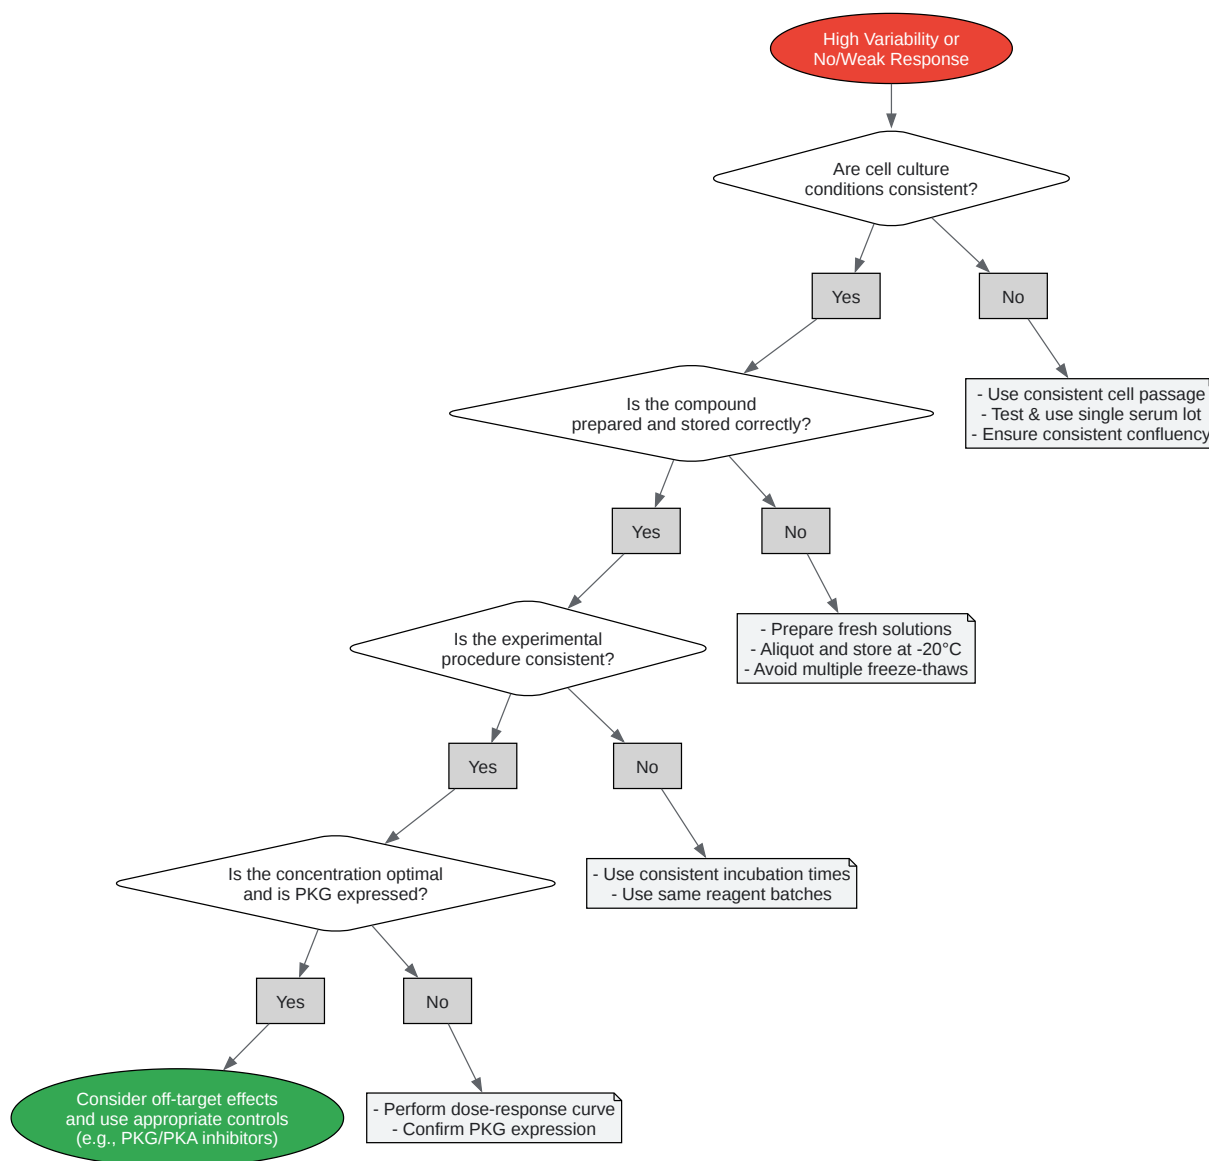 High Variability or
No/Weak Response
Are cell culture
conditions consistent?
Yes
No
- Use consistent cell passage
- Test & use single serum lot
- Ensure consistent confluency
Is the compound
prepared and stored correctly?
Yes
No
- Prepare fresh solutions
- Aliquot and store at -20°C
- Avoid multiple freeze-thaws
Is the experimental
procedure consistent?
Yes
No
- Use consistent incubation times
- Use same reagent batches
Is the concentration optimal
and is PKG expressed?
Yes
No
Consider off-target effects
and use appropriate controls
(e.g., PKG/PKA inhibitors)
- Perform dose-response curve
- Confirm PKG expression